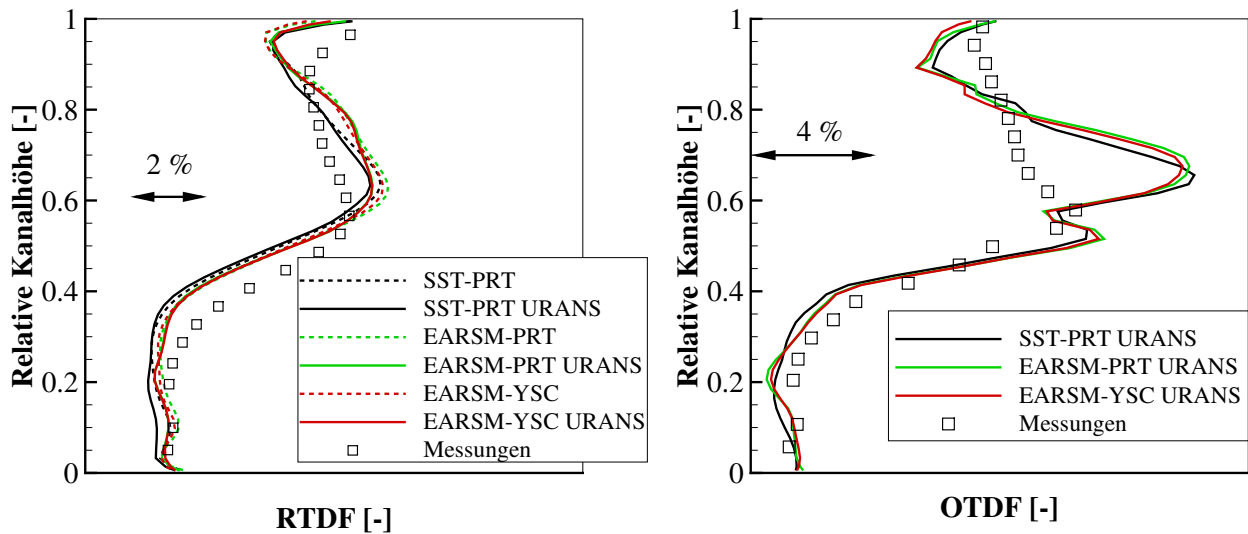 Relative Kanalhöhe [-]
1
0.8
0.6
0.4
0.2
0
2 %
SST-PRT
SST-PRT URANS
EARSM-PRT
EARSM-PRT URANS
EARSM-YSC
EARSM-YSC URANS
Messungen
RTDF [-]
Relative Kanalhöhe [-]
1
0.8
0.6
0.4
0.2
0
4 %
SST-PRT URANS
EARSM-PRT URANS
EARSM-YSC URANS
Messungen
OTDF [-]